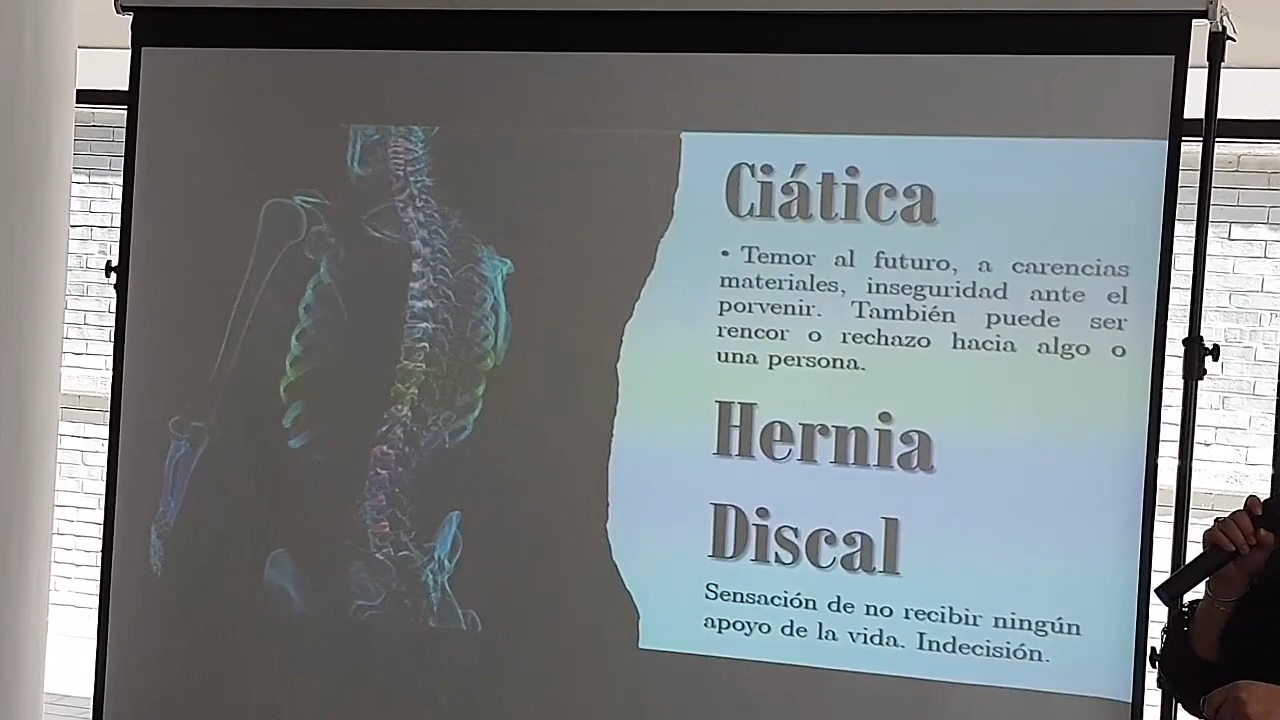 Ciática
• Temor al futuro, a carencias
materiales, inseguridad ante el
porvenir. También puede ser
rencor o rechazo hacia algo o
una persona.
Hernia
Discal
Sensación de no recibir ningún
apoyo de la vida. Indecisión.